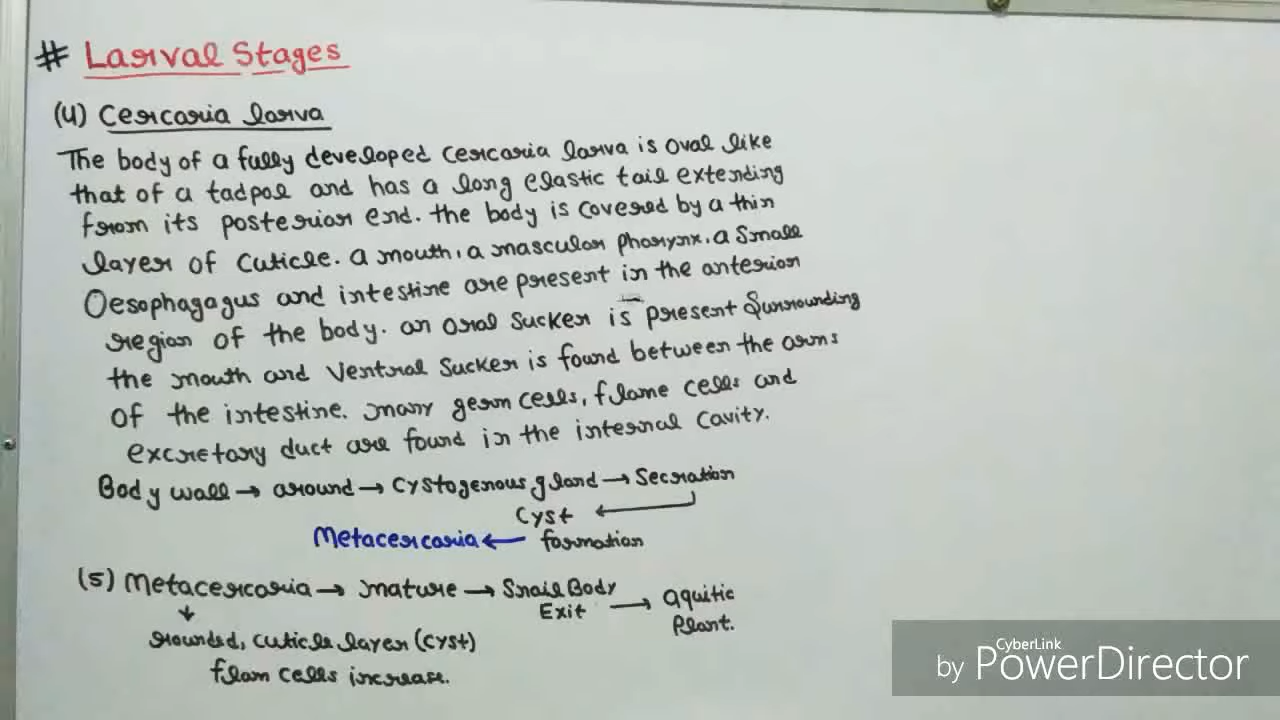 # Larval Stages
(4) Cercaria larva
The body of a fully developed cercaria larva is oval like
that of a tadpol and has a long elastic tail extending
from its posterior end. the body is covered by a thin
layer of cuticle. a mouth, a mascular pharynx, a small
Oesophagagus and intestine are present in the anterior
region of the body. an oral sucker is present surrounding
the mouth and ventral sucker is found between the arms
of the intestine. many germ cells, flame cells and
excretary duct are found in the internal cavity.
Body wall → around → cystogenous gland → Secration
Cyst ←
Metacercaria ← formation
(5) Metacercaria → mature → Snail Body
Exit → aquitic
Plant.
↓
rounded, cuticle layer (cyst)
flam cells increase.
CyberLink
by PowerDirector